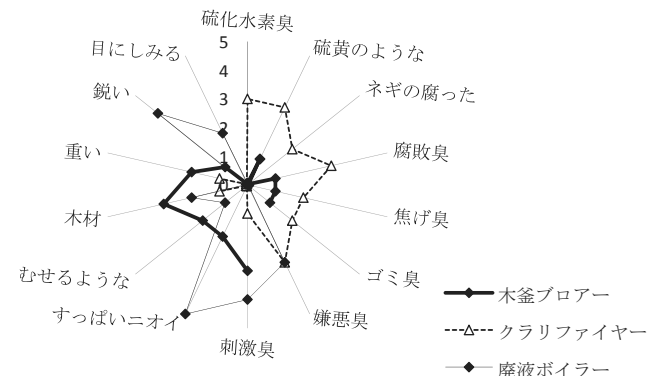 硫化水素臭
硫黄のような
ネギの腐った
腐敗臭
焦げ臭
ゴミ臭
嫌悪臭
刺激臭
すっぱいニオイ
むせるような
木材
重い
鋭い
目にしみる
5
4
3
2
1
0
木釜ブロアー
クラリファイヤー
廃液ボイラー